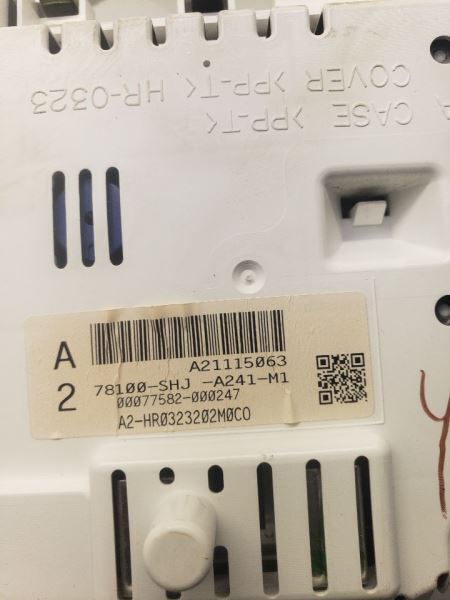 COVER >PP-T< HR-0323
CASE >PP-T<
A
2
A21115063
78100-SHJ -A241-M1
00077582-000247
A2-HR0323202M0C0